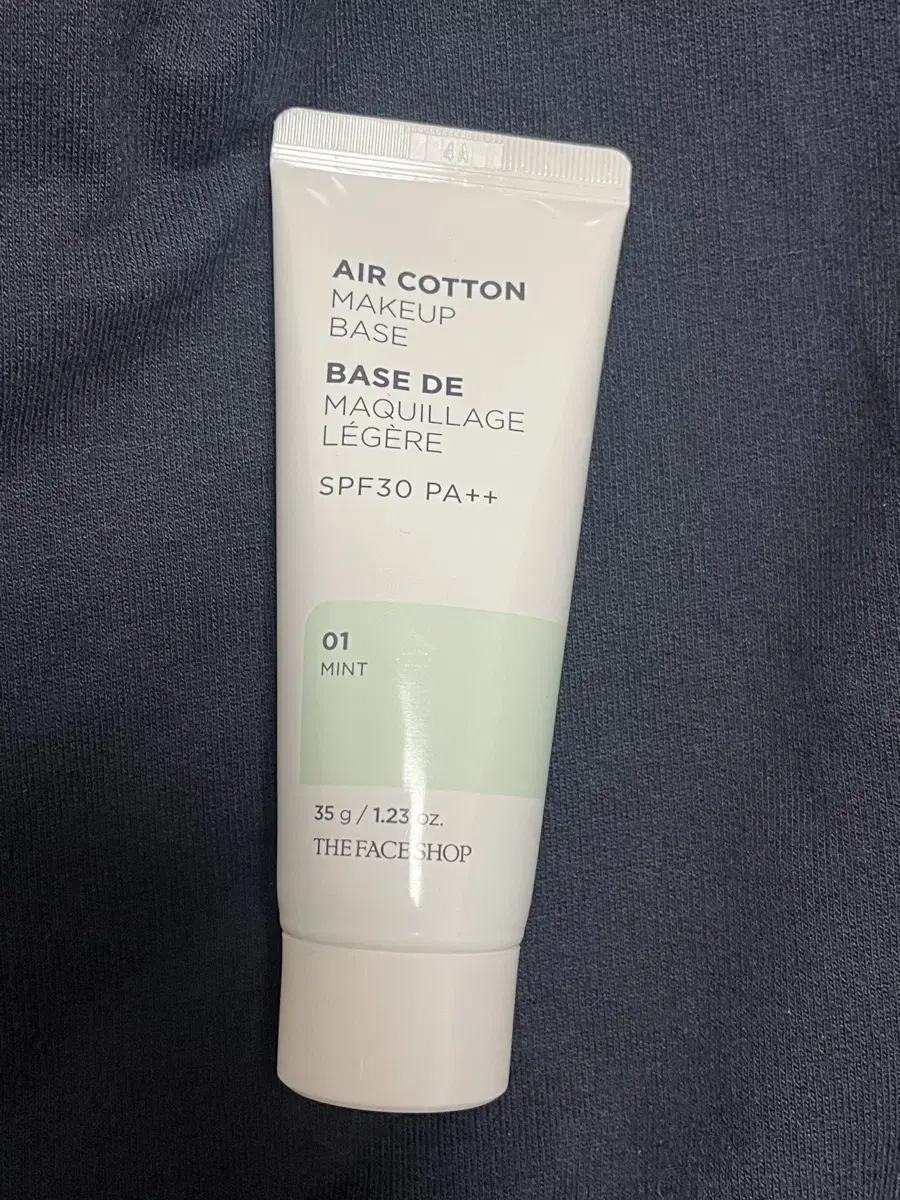 AIR COTTON
MAKEUP
BASE
BASE DE
MAQUILLAGE
LÉGÈRE
SPF30 PA++
01
MINT
35 g / 1.23 oz.
THE FACE SHOP